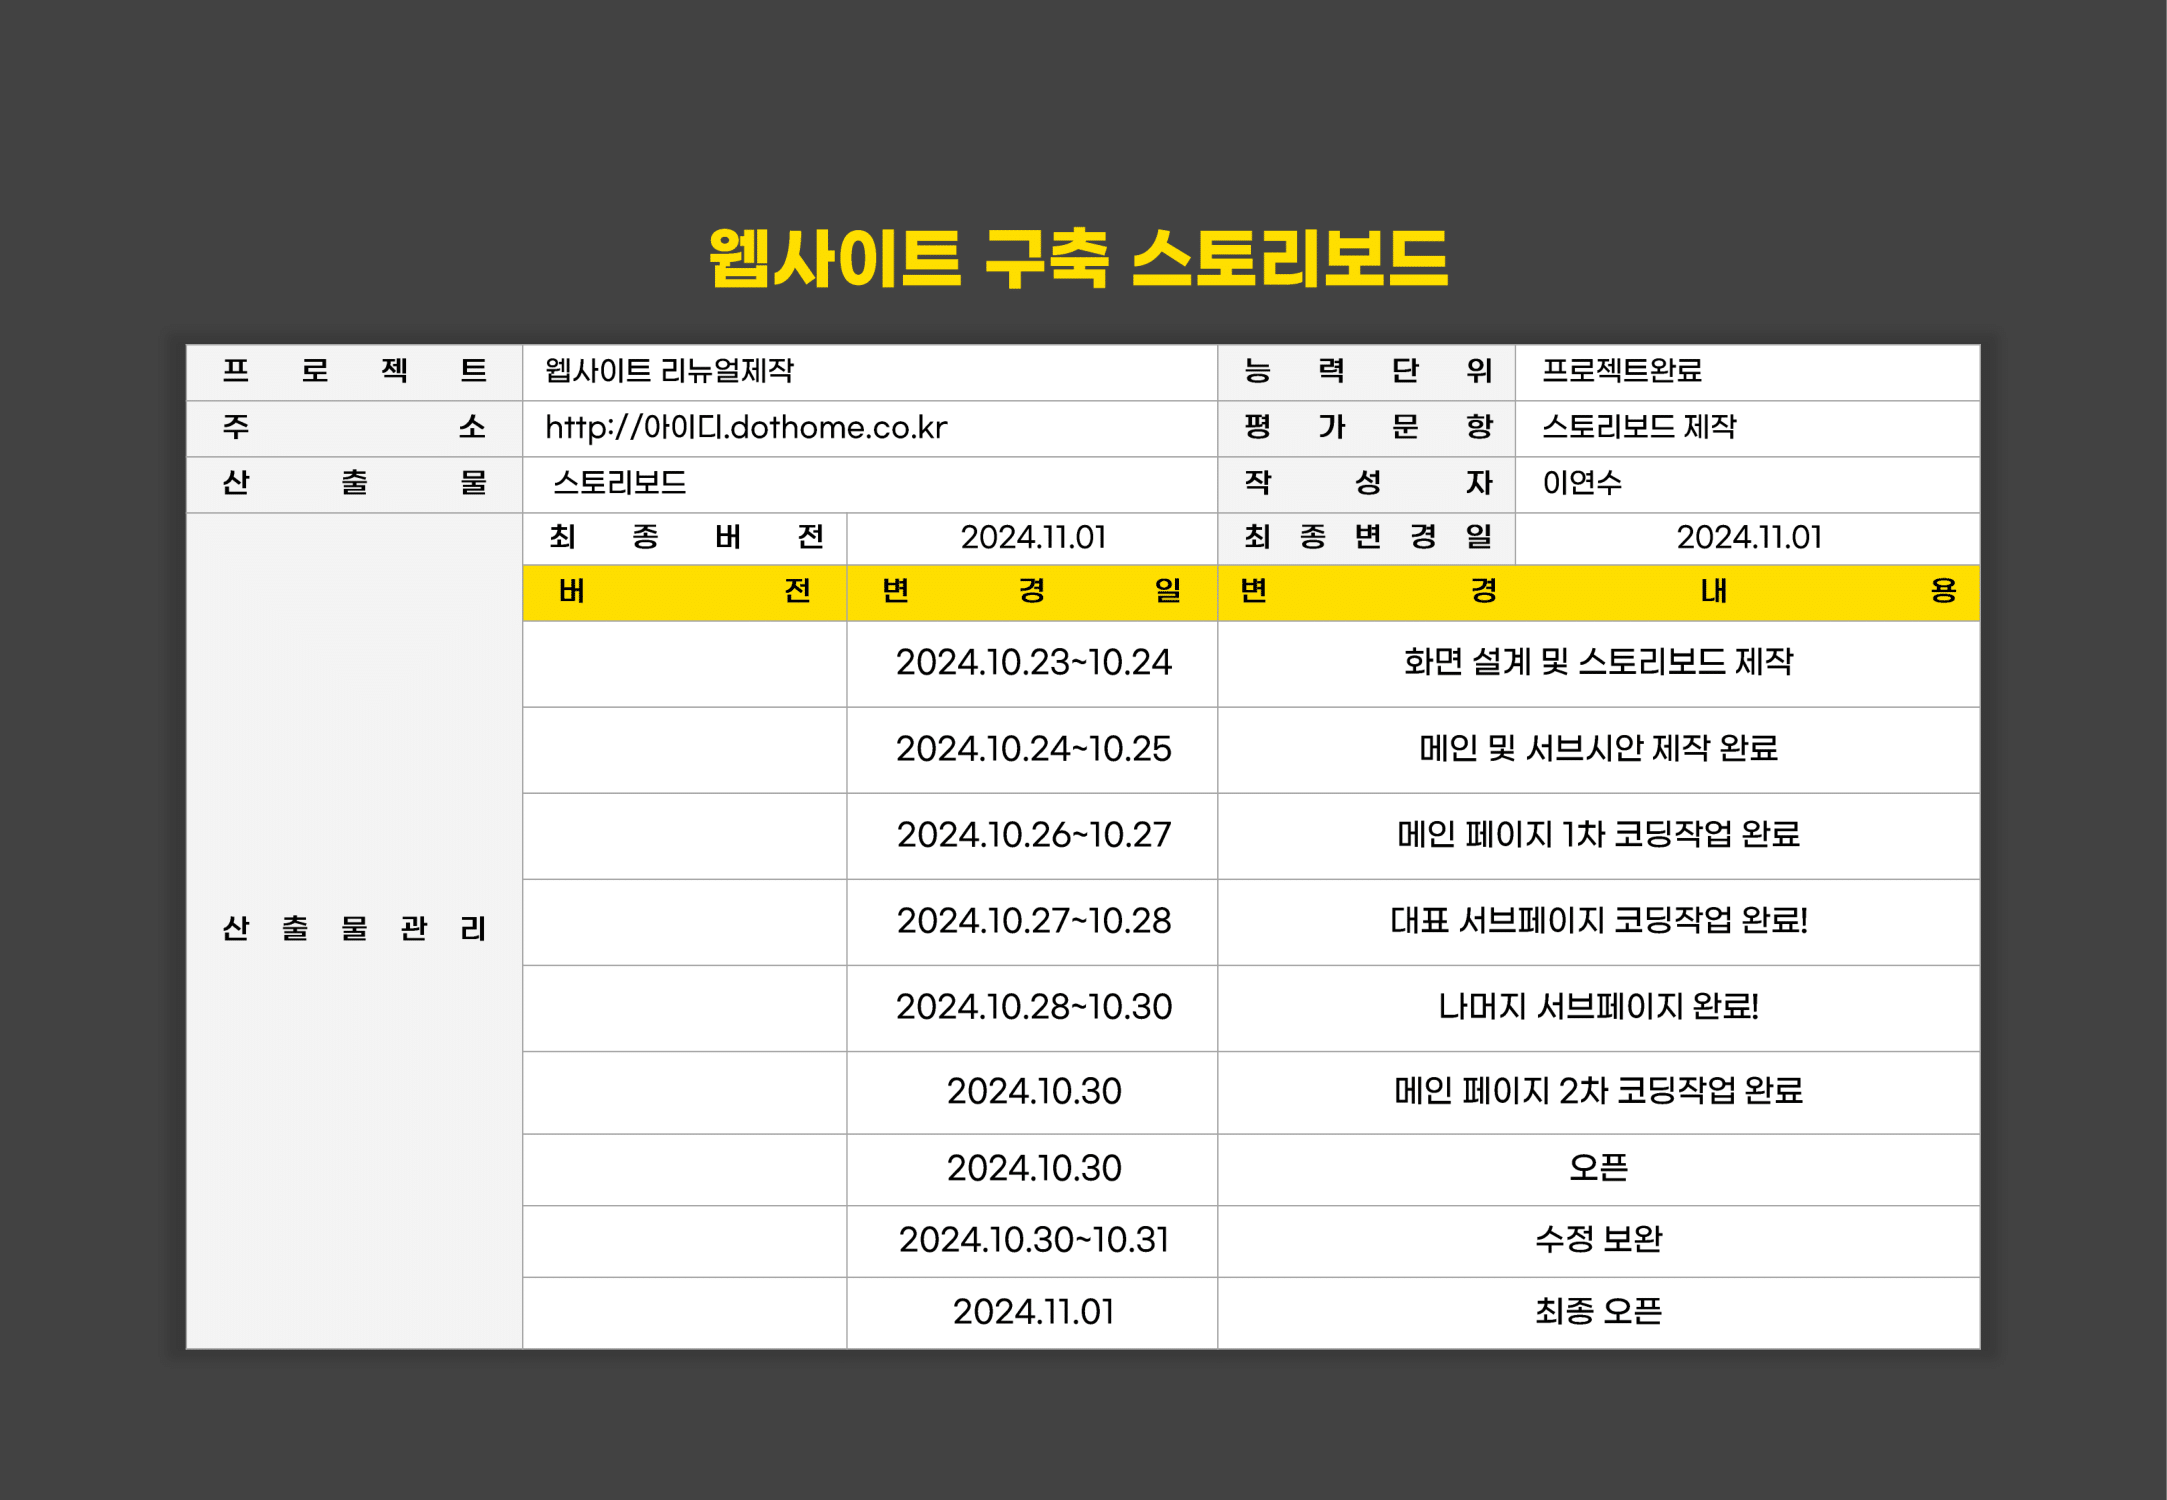 웹사이트 구축 스토리보드
프로젝트 웹사이트 리뉴얼제작 능력단위 프로젝트완료
주소 http://아이디.dothome.co.kr 평가문항 스토리보드 제작
산출물 스토리보드 작성자 이연수
최종버전 2024.11.01 최종변경일 2024.11.01
버전 변경일 변경내용
2024.10.23~10.24 화면 설계 및 스토리보드 제작
2024.10.24~10.25 메인 및 서브시안 제작 완료
2024.10.26~10.27 메인 페이지 1차 코딩작업 완료
산출물관리 2024.10.27~10.28 대표 서브페이지 코딩작업 완료!
2024.10.28~10.30 나머지 서브페이지 완료!
2024.10.30 메인 페이지 2차 코딩작업 완료
2024.10.30 오픈
2024.10.30~10.31 수정 보완
2024.11.01 최종 오픈